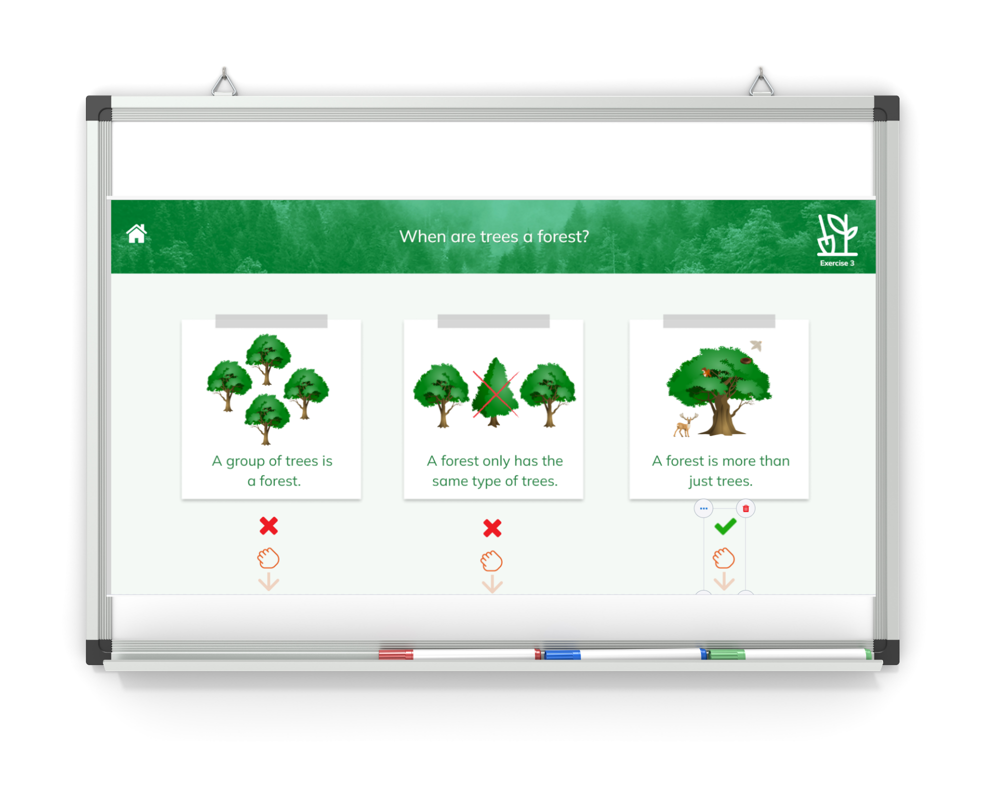 When are trees a forest?
Exercise 3
A group of trees is
a forest.
A forest only has the
same type of trees.
A forest is more than
just trees.